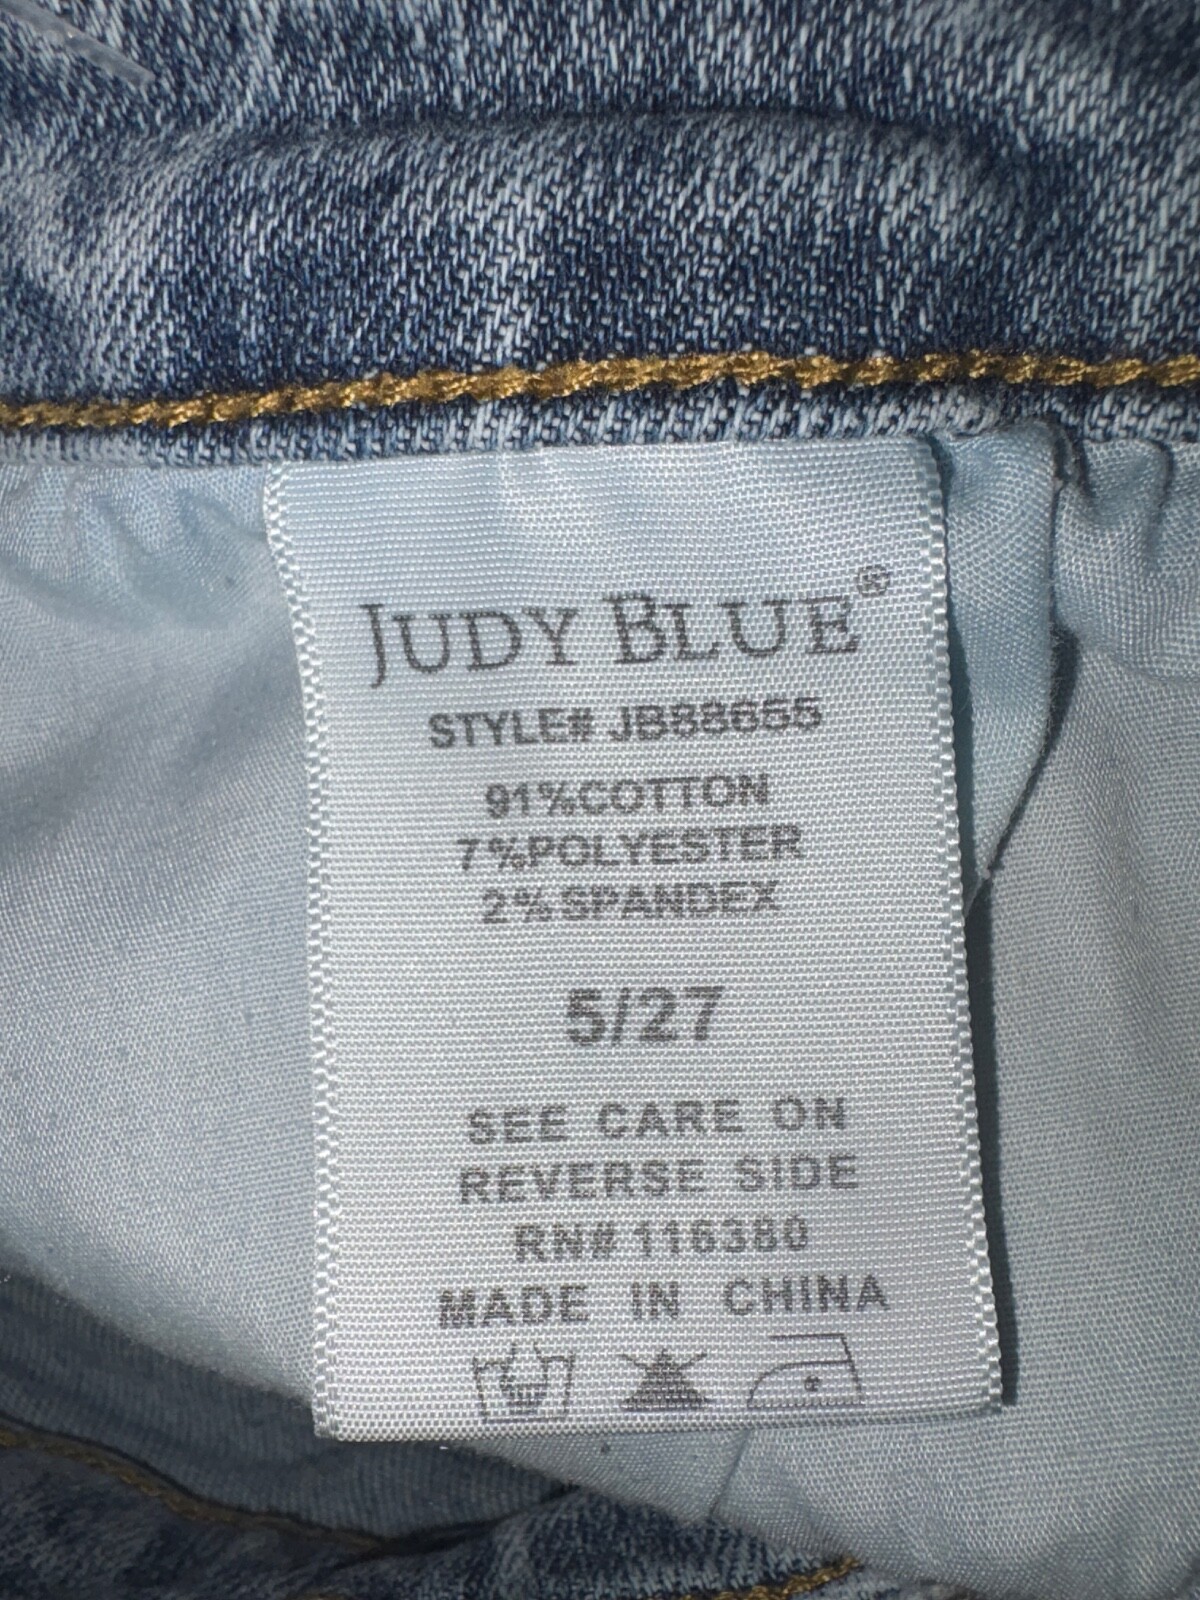 JUDY BLUE®
STYLE# JB88655
91%COTTON
7%POLYESTER
2%SPANDEX
5/27
SEE CARE ON
REVERSE SIDE
RN# 116380
MADE IN CHINA